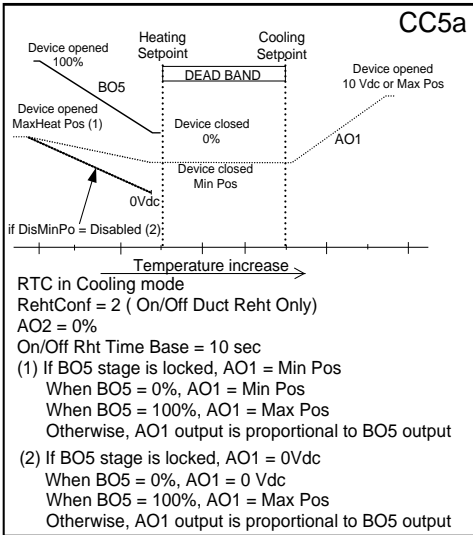 CC5a
Heating
Setpoint
Cooling
Setpoint
Device opened
100%
BO5
DEAD BAND
Device opened
10 Vdc or Max Pos
Device opened
MaxHeat Pos (1)
Device closed
0%
AO1
Device closed
Min Pos
0Vdc
if DisMinPo = Disabled (2)
Temperature increase
RTC in Cooling mode
RehtConf = 2 ( On/Off Duct Reht Only)
AO2 = 0%
On/Off Rht Time Base = 10 sec
(1) If BO5 stage is locked, AO1 = Min Pos
When BO5 = 0%, AO1 = Min Pos
When BO5 = 100%, AO1 = Max Pos
Otherwise, AO1 output is proportional to BO5 output
(2) If BO5 stage is locked, AO1 = 0Vdc
When BO5 = 0%, AO1 = 0 Vdc
When BO5 = 100%, AO1 = Max Pos
Otherwise, AO1 output is proportional to BO5 output